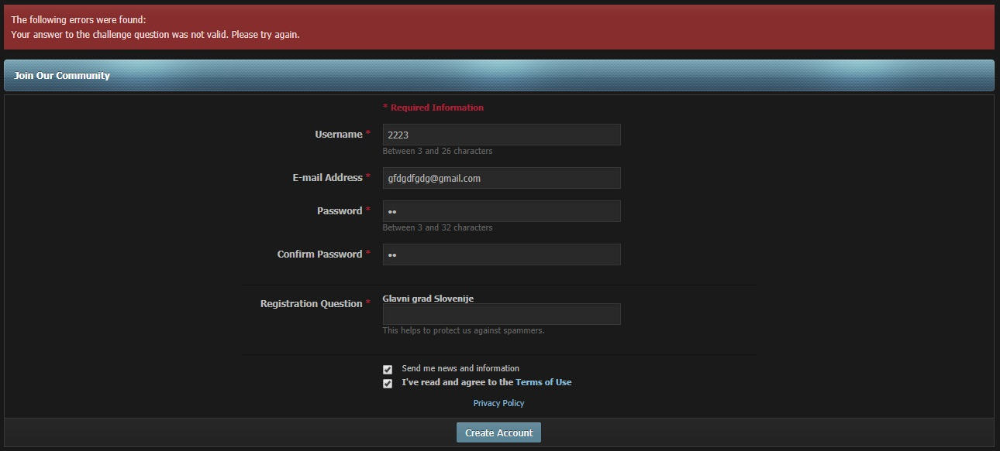 The following errors were found:
Your answer to the challenge question was not valid. Please try again.
Join Our Community
* Required Information
Username *
2223
Between 3 and 26 characters
E-mail Address *
gfdgdfgdg@gmail.com
Password *
••
Between 3 and 32 characters
Confirm Password *
••
Registration Question *
Glavni grad Slovenije
This helps to protect us against spammers.
Send me news and information
I've read and agree to the Terms of Use
Privacy Policy
Create Account